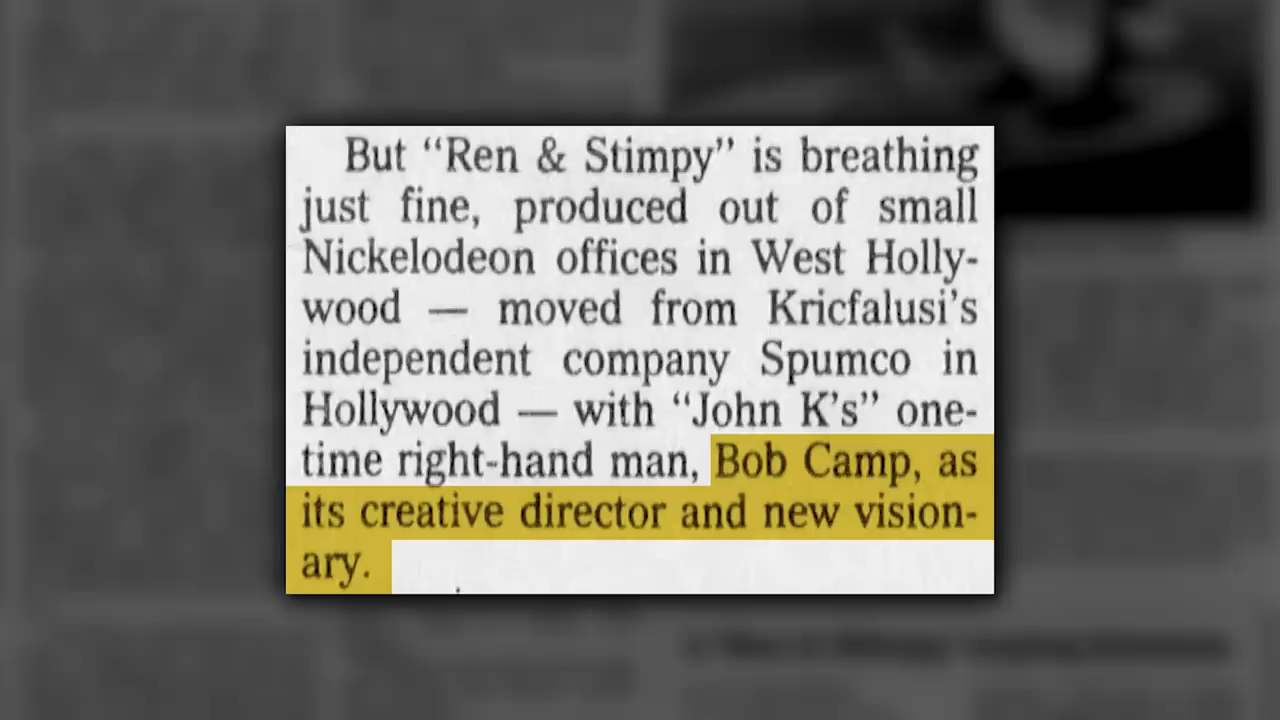 But “Ren & Stimpy” is breathing
just fine, produced out of small
Nickelodeon offices in West Holly-
wood — moved from Kricfalusi’s
independent company Spumco in
Hollywood — with “John K’s” one-
time right-hand man, Bob Camp, as
its creative director and new vision-
ary.